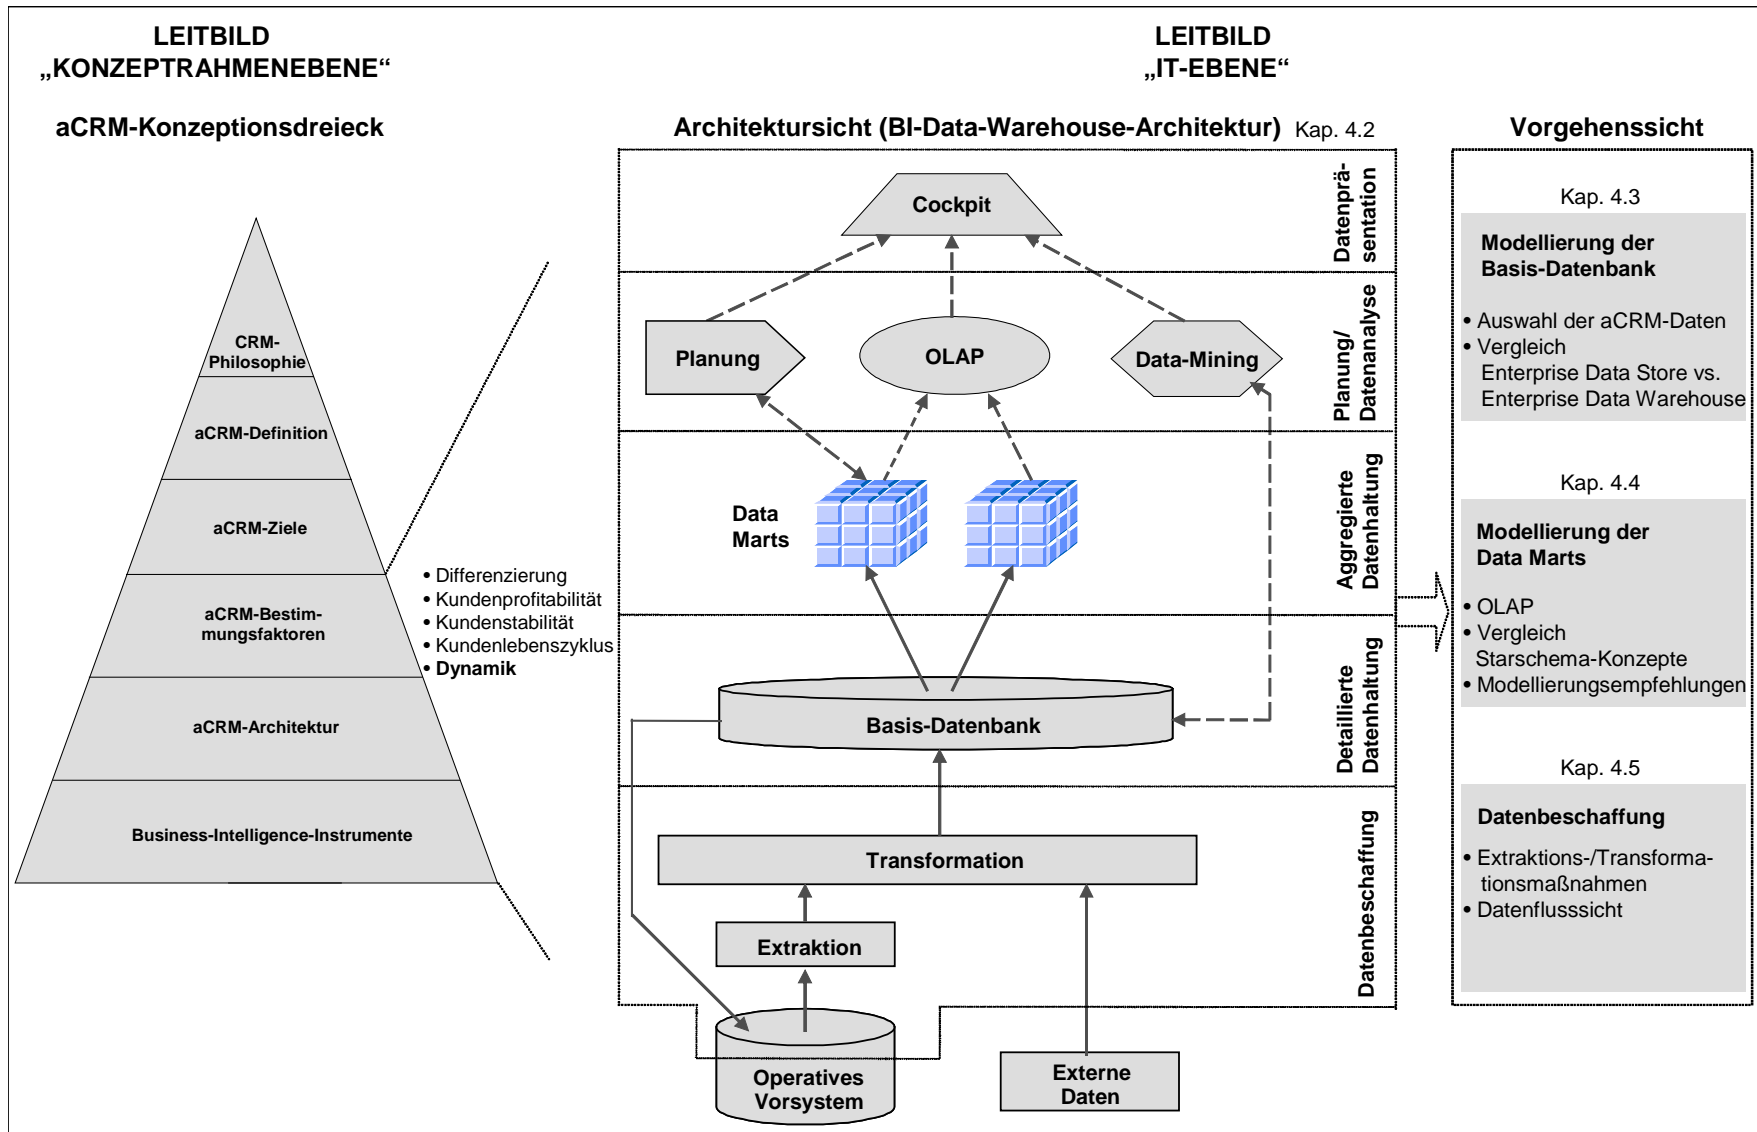 LEITBILD
„KONZEPTRAHMENEBENE“
aCRM-Konzeptionsdreieck
CRM-
Philosophie
aCRM-Definition
aCRM-Ziele
aCRM-Bestim-
mungsfaktoren
aCRM-Architektur
Business-Intelligence-Instrumente
• Differenzierung
• Kundenprofitabilität
• Kundenstabilität
• Kundenlebenszyklus
• Dynamik
LEITBILD
„IT-EBENE“
Architektursicht (BI-Data-Warehouse-Architektur) Kap. 4.2
Cockpit
Datenprä-
sentation
Planung
OLAP
Data-Mining
Planung/
Datenanalyse
Data
Marts
Aggregierte
Datenhaltung
Basis-Datenbank
Detaillierte
Datenhaltung
Transformation
Extraktion
Datenbeschaffung
Operatives
Vorsystem
Externe
Daten
Vorgehenssicht
Kap. 4.3
Modellierung der
Basis-Datenbank
• Auswahl der aCRM-Daten
• Vergleich
Enterprise Data Store vs.
Enterprise Data Warehouse
Kap. 4.4
Modellierung der
Data Marts
• OLAP
• Vergleich
Starschema-Konzepte
• Modellierungsempfehlungen
Kap. 4.5
Datenbeschaffung
• Extraktions-/Transforma-
tionsmaßnahmen
• Datenflusssicht